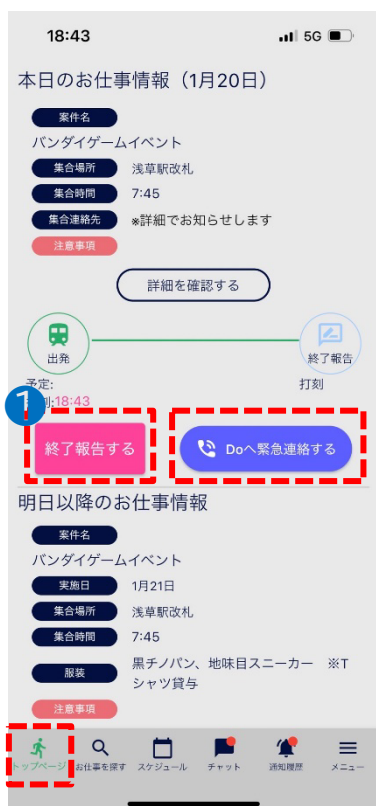 18:43 5G
本日のお仕事情報（1月20日）
案件名
バンダイゲームイベント
集合場所 浅草駅改札
集合時間 7:45
集合連絡先 ※詳細でお知らせします
注意事項
詳細を確認する
出発 終了報告
予定: 打刻
:18:43
1
終了報告する Doへ緊急連絡する
明日以降のお仕事情報
案件名
バンダイゲームイベント
実施日 1月21日
集合場所 浅草駅改札
集合時間 7:45
服装 黒チノパン、地味目スニーカー ※T
シャツ貸与
注意事項
トップページ お仕事を探す スケジュール チャット 通知履歴 メニュー